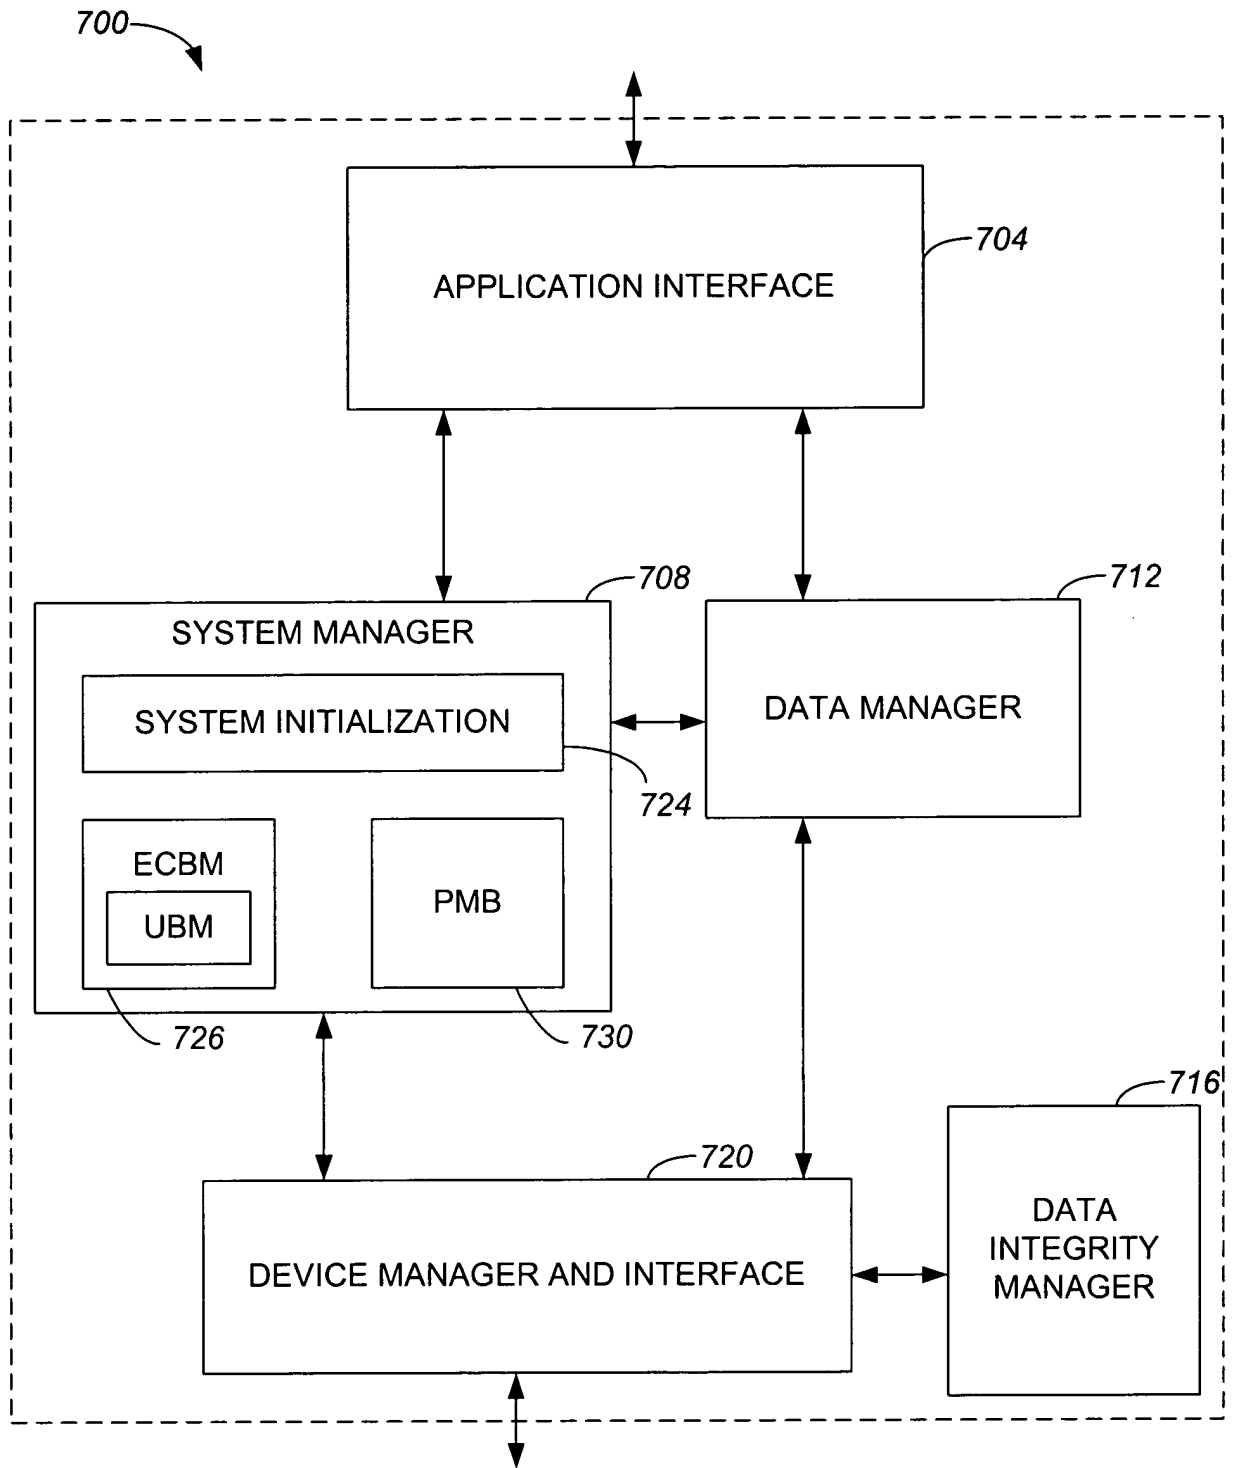 700
704
APPLICATION INTERFACE
708
712
SYSTEM MANAGER
SYSTEM INITIALIZATION
DATA MANAGER
724
ECBM
UBM
PMB
726
730
716
720
DATA
INTEGRITY
MANAGER
DEVICE MANAGER AND INTERFACE